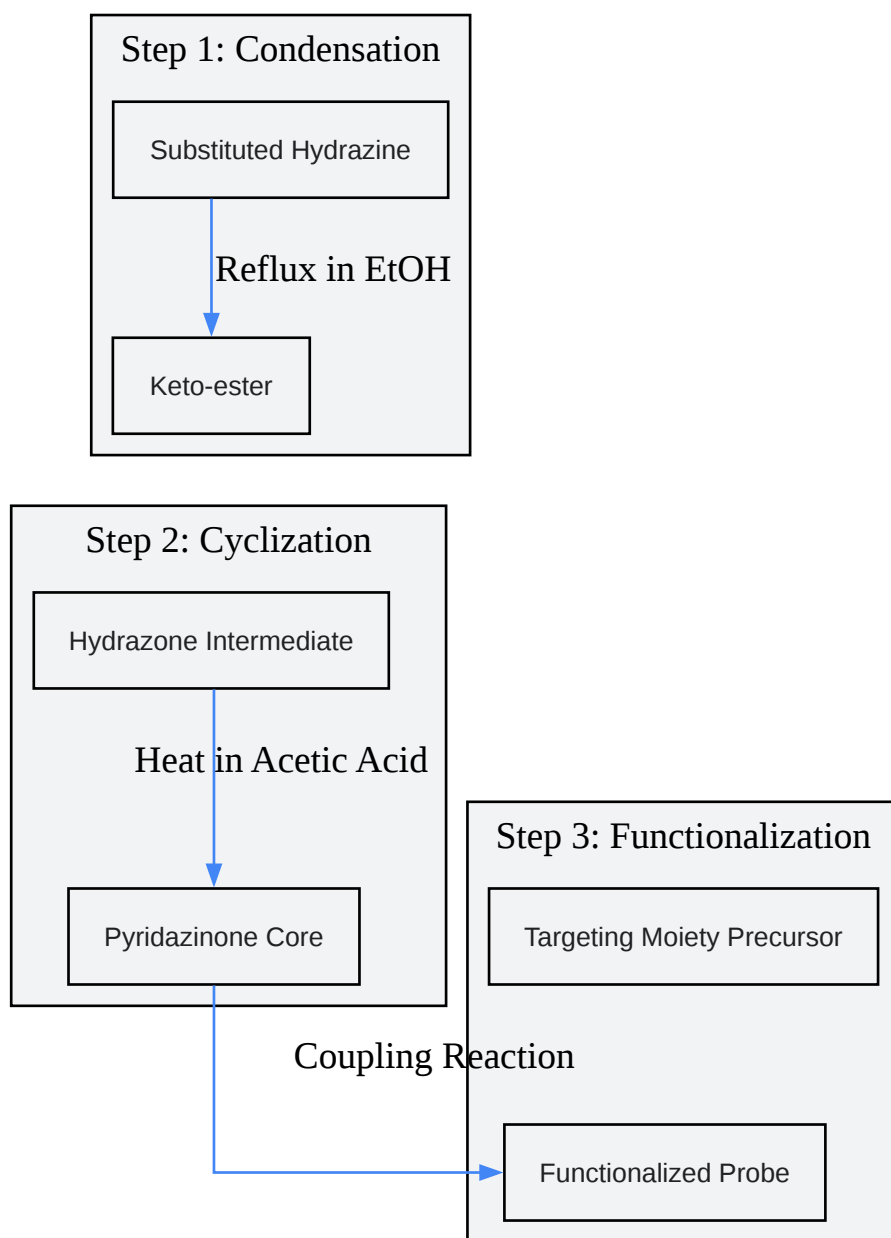 Step 1: Condensation
Substituted Hydrazine
Reflux in EtOH
Keto-ester
Step 2: Cyclization
Hydrazone Intermediate
Heat in Acetic Acid
Pyridazinone Core
Step 3: Functionalization
Targeting Moiety Precursor
Coupling Reaction
Functionalized Probe